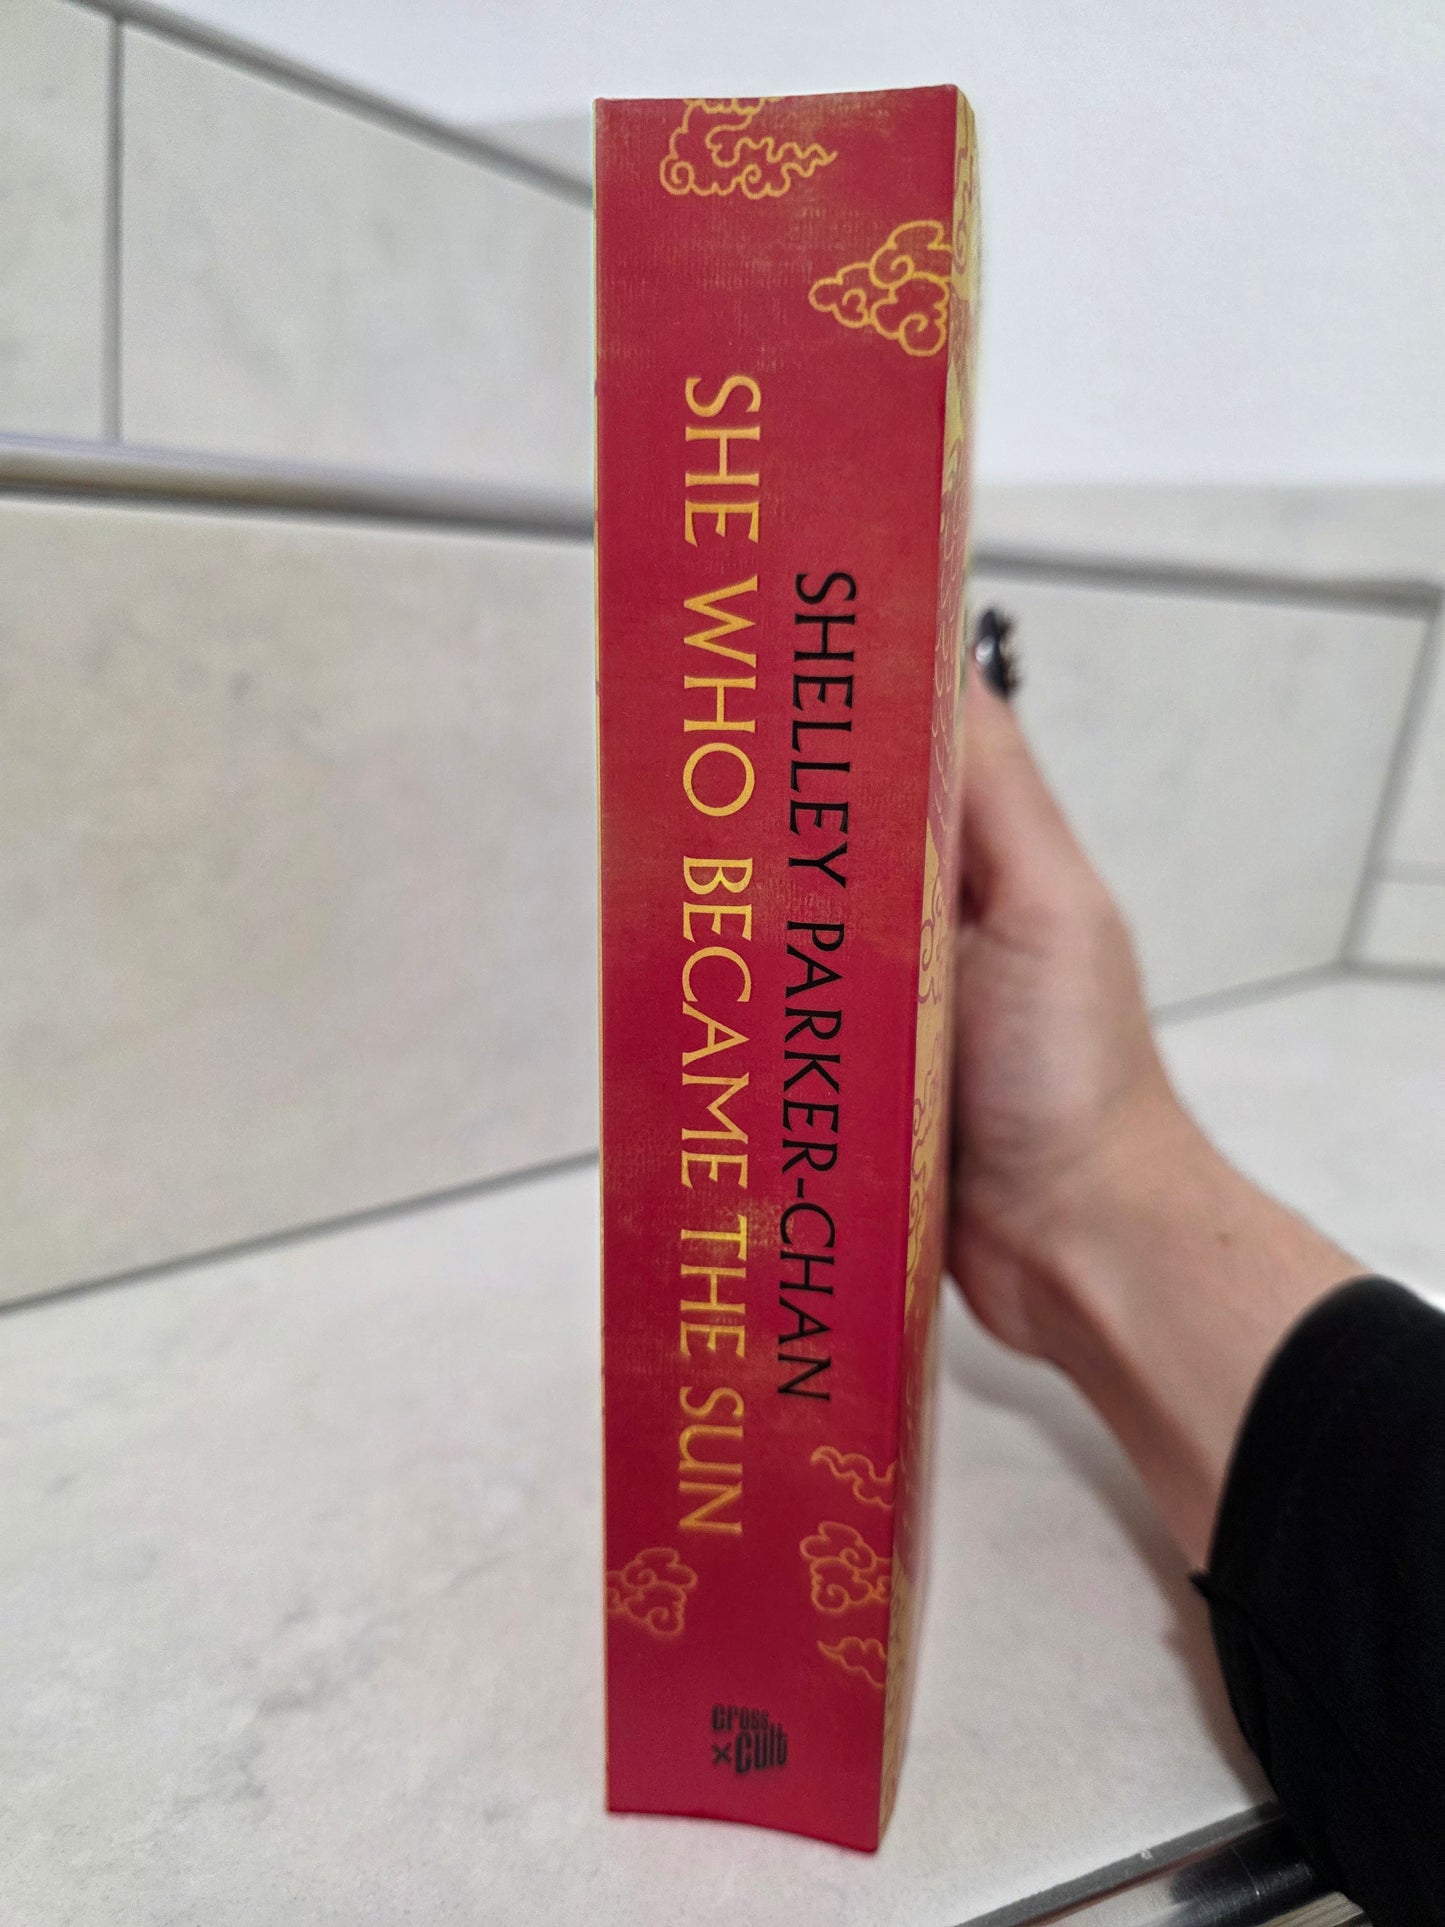 SHE WHO BECAME THE SUN
SHELLEY PARKER-CHAN
cross
×cult